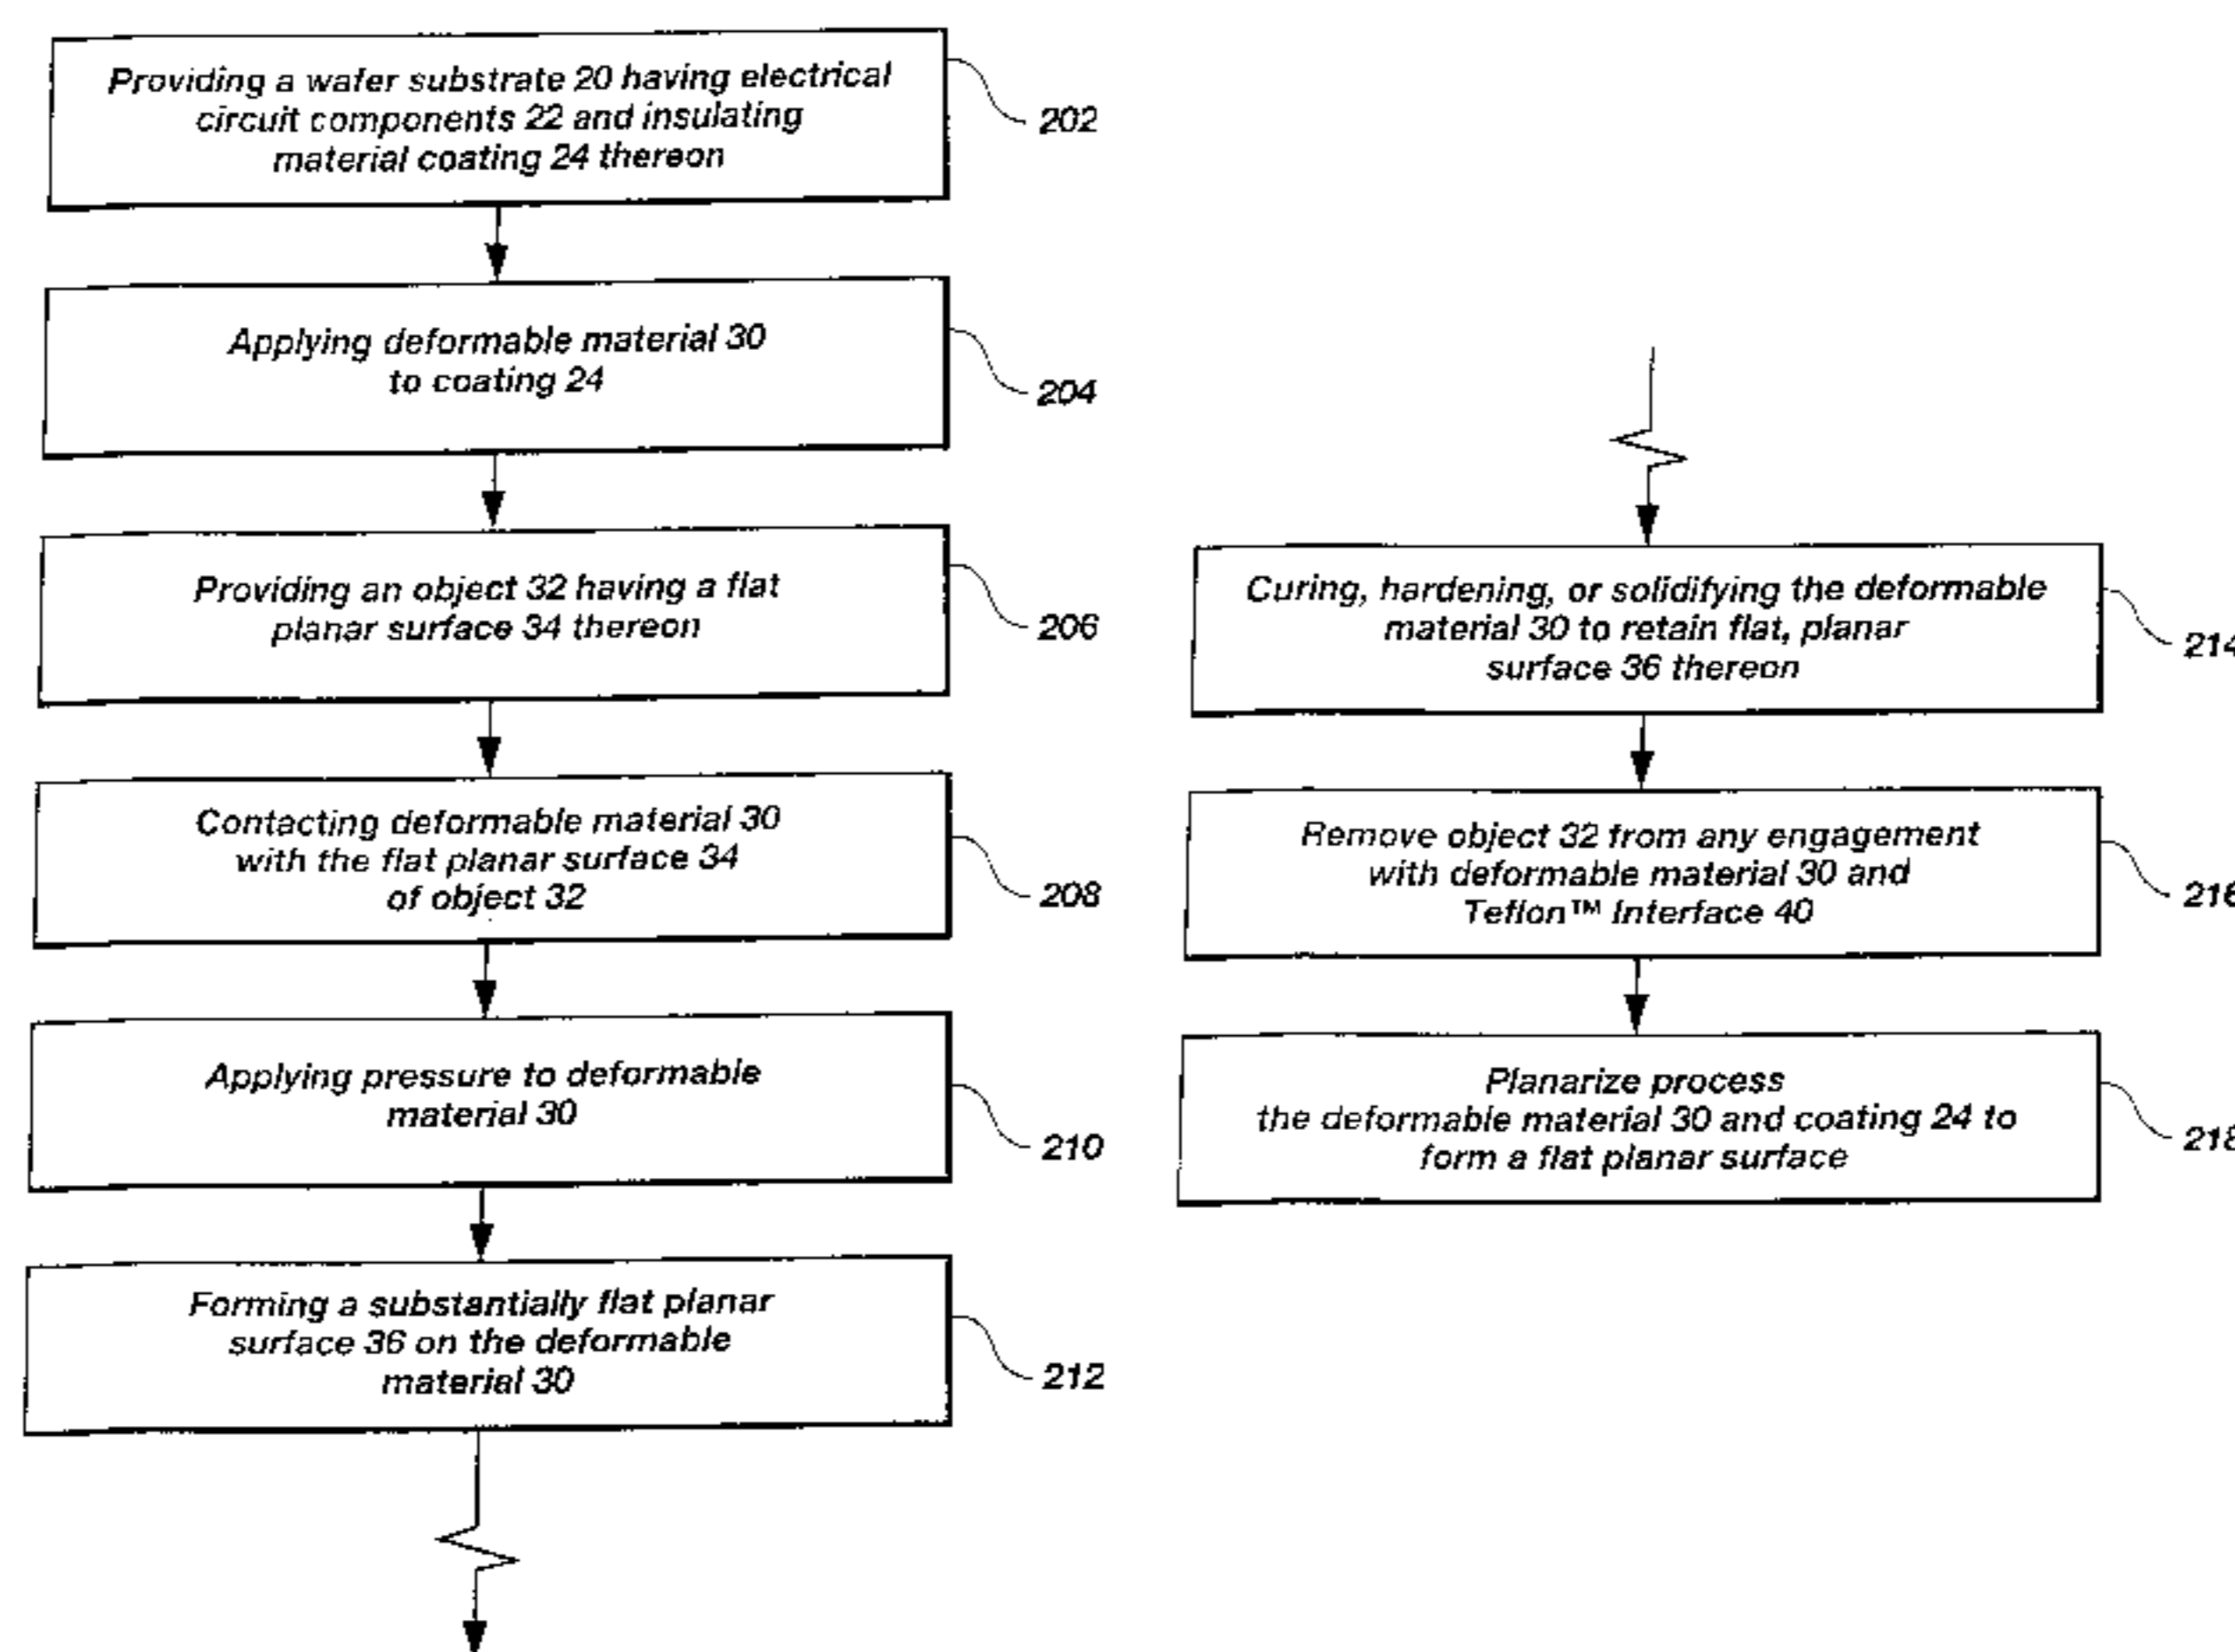 Providing a wafer substrate 20 having electrical
circuit components 22 and insulating
material coating 24 thereon
202
Applying deformable material 30
to coating 24
204
Providing an object 32 having a flat
planar surface 34 thereon
206
Contacting deformable material 30
with the flat planar surface 34
of object 32
208
Applying pressure to deformable
material 30
210
Forming a substantially flat planar
surface 36 on the deformable
material 30
212
Curing, hardening, or solidifying the deformable
material 30 to retain flat, planar
surface 36 thereon
214
Remove object 32 from any engagement
with deformable material 30 and
Teflon™ Interface 40
216
Planarize process
the deformable material 30 and coating 24 to
form a flat planar surface
218